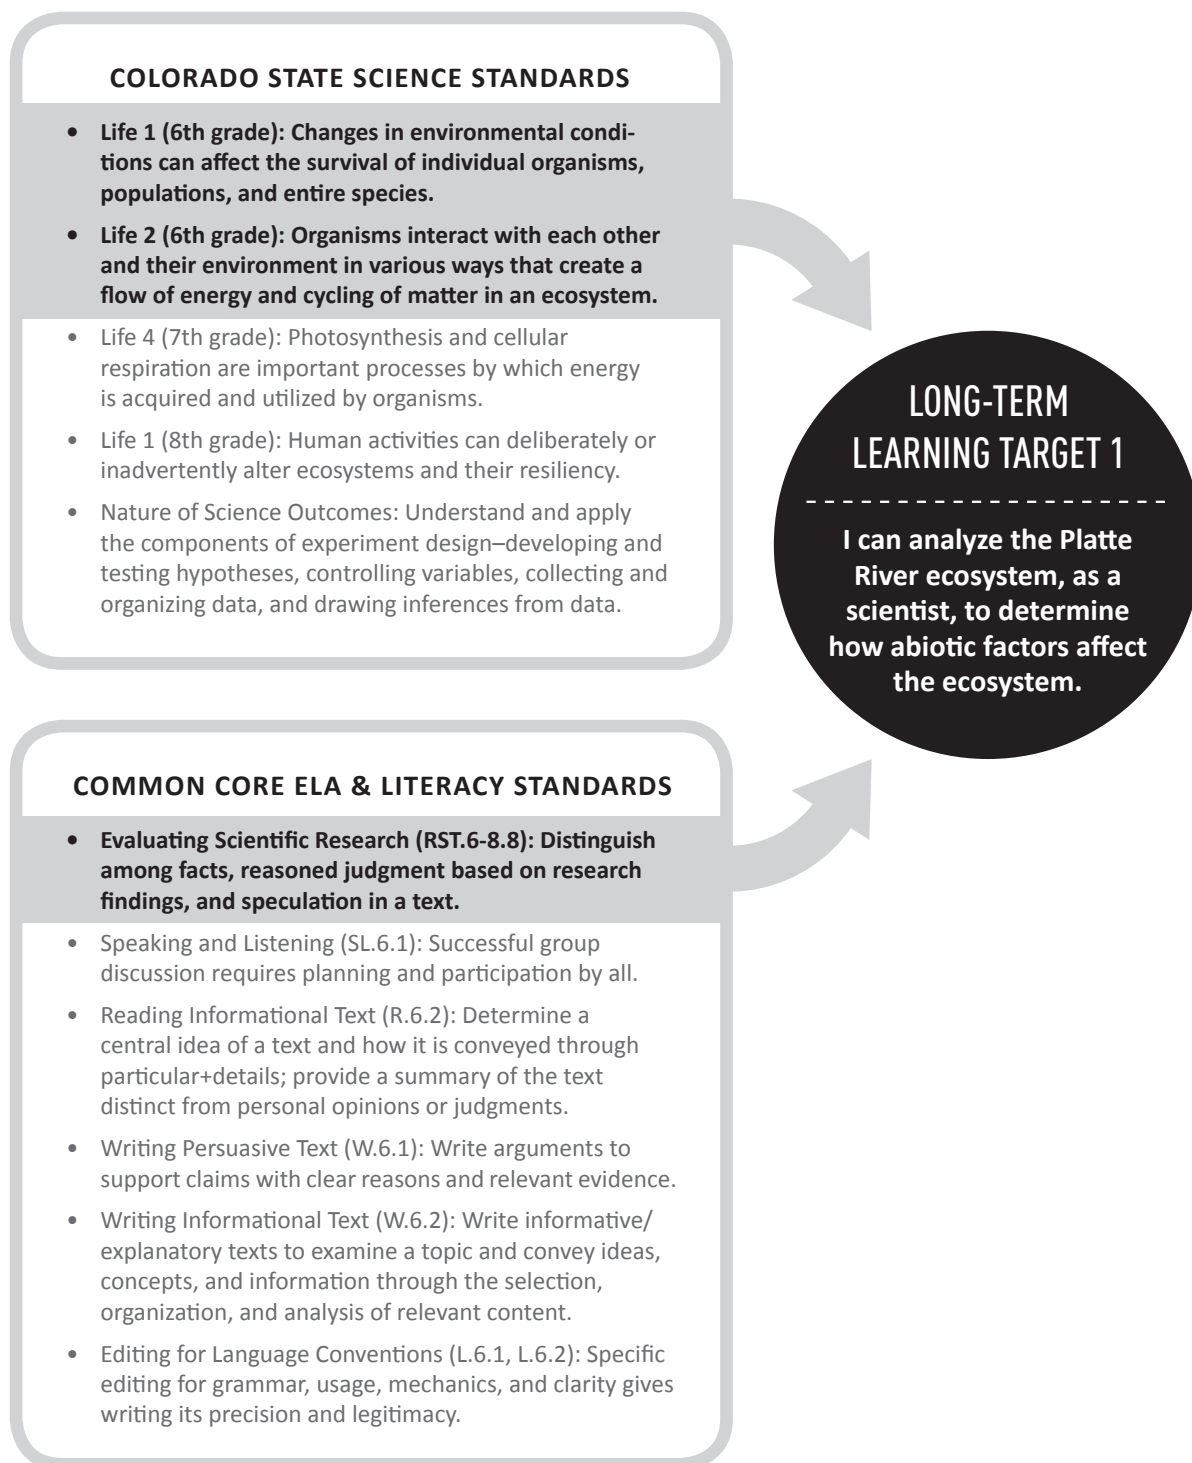 COLORADO STATE SCIENCE STANDARDS
• Life 1 (6th grade): Changes in environmental condi-
tions can affect the survival of individual organisms,
populations, and entire species.
• Life 2 (6th grade): Organisms interact with each other
and their environment in various ways that create a
flow of energy and cycling of matter in an ecosystem.
• Life 4 (7th grade): Photosynthesis and cellular
respiration are important processes by which energy
is acquired and utilized by organisms.
• Life 1 (8th grade): Human activities can deliberately or
inadvertently alter ecosystems and their resiliency.
• Nature of Science Outcomes: Understand and apply
the components of experiment design–developing and
testing hypotheses, controlling variables, collecting and
organizing data, and drawing inferences from data.
LONG-TERM
LEARNING TARGET 1
I can analyze the Platte
River ecosystem, as a
scientist, to determine
how abiotic factors affect
the ecosystem.
COMMON CORE ELA & LITERACY STANDARDS
• Evaluating Scientific Research (RST.6-8.8): Distinguish
among facts, reasoned judgment based on research
findings, and speculation in a text.
• Speaking and Listening (SL.6.1): Successful group
discussion requires planning and participation by all.
• Reading Informational Text (R.6.2): Determine a
central idea of a text and how it is conveyed through
particular+details; provide a summary of the text
distinct from personal opinions or judgments.
• Writing Persuasive Text (W.6.1): Write arguments to
support claims with clear reasons and relevant evidence.
• Writing Informational Text (W.6.2): Write informative/
explanatory texts to examine a topic and convey ideas,
concepts, and information through the selection,
organization, and analysis of relevant content.
• Editing for Language Conventions (L.6.1, L.6.2): Specific
editing for grammar, usage, mechanics, and clarity gives
writing its precision and legitimacy.